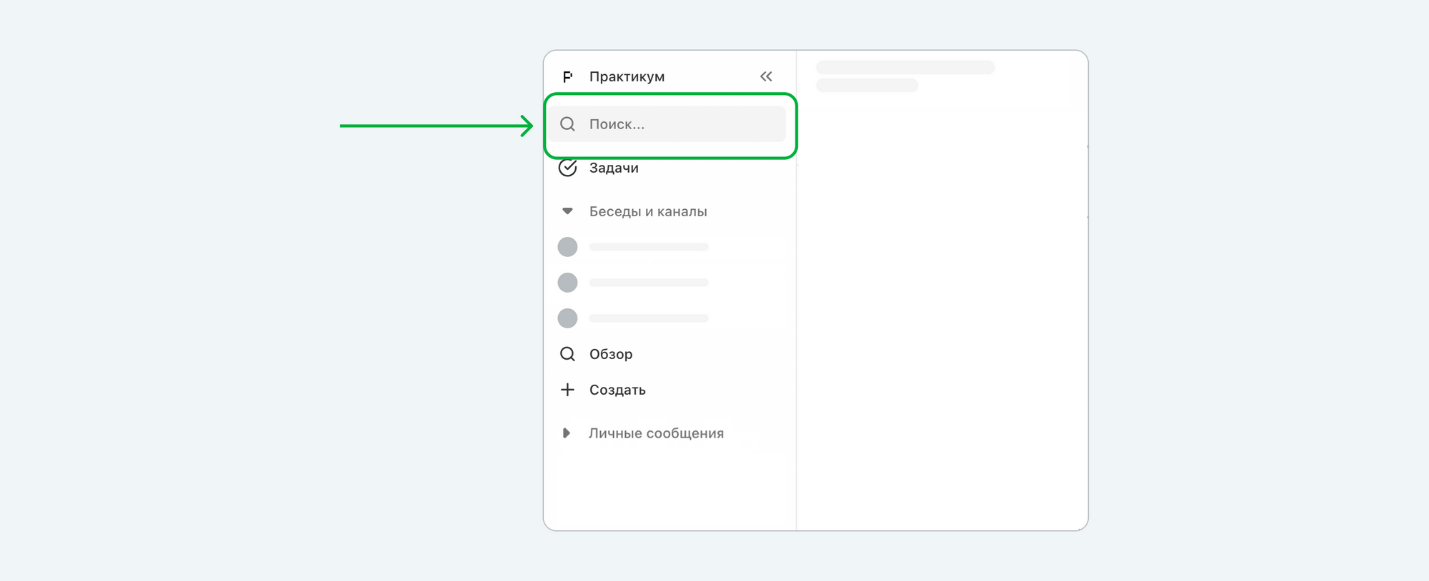 Практикум
Поиск...
Задачи
Беседы и каналы
Обзор
Создать
Личные сообщения